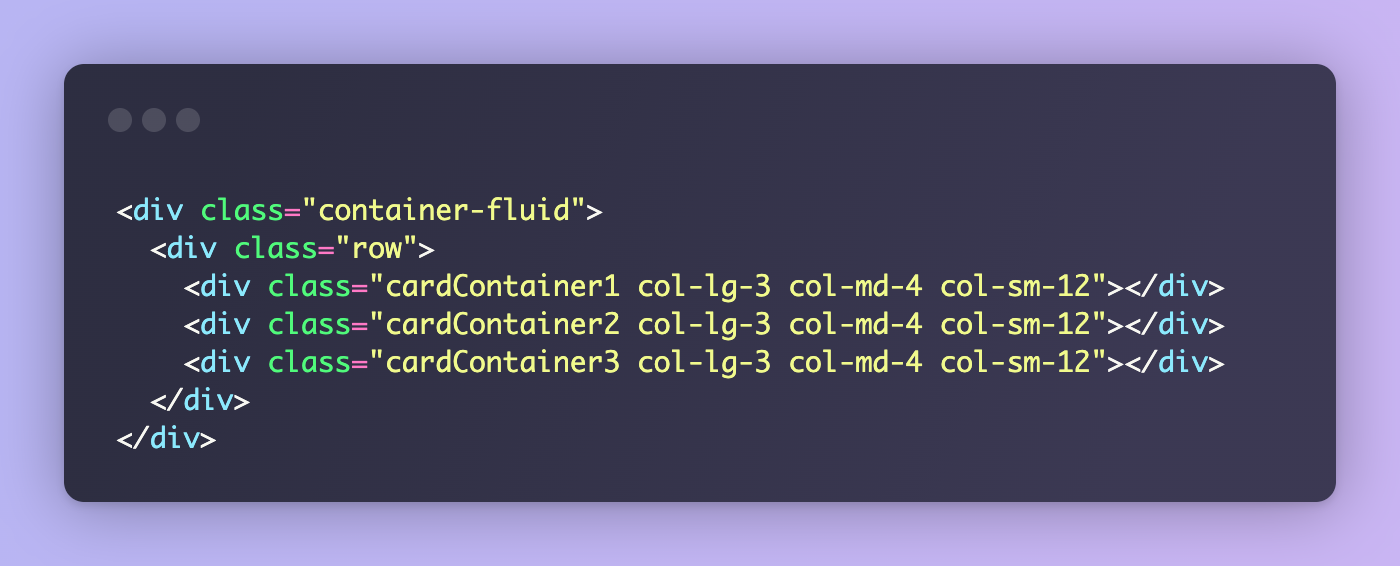 <div class="container-fluid">
  <div class="row">
    <div class="cardContainer1 col-lg-3 col-md-4 col-sm-12"></div>
    <div class="cardContainer2 col-lg-3 col-md-4 col-sm-12"></div>
    <div class="cardContainer3 col-lg-3 col-md-4 col-sm-12"></div>
  </div>
</div>